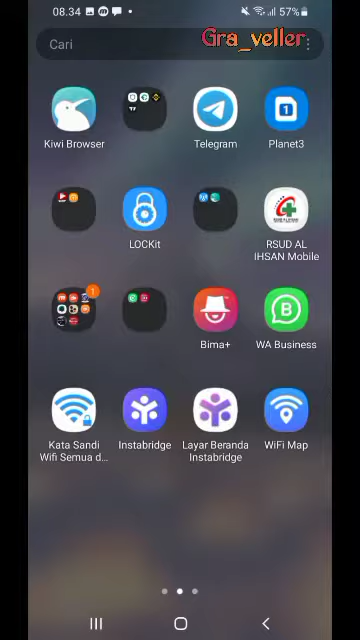 08.34
57%
Cari
Gra_veller
Kiwi Browser
Telegram
Planet3
LOCKit
RSUD AL
IHSAN Mobile
1
Bima+
WA Business
Kata Sandi
Wifi Semua d...
Instabridge
Layar Beranda
Instabridge
WiFi Map